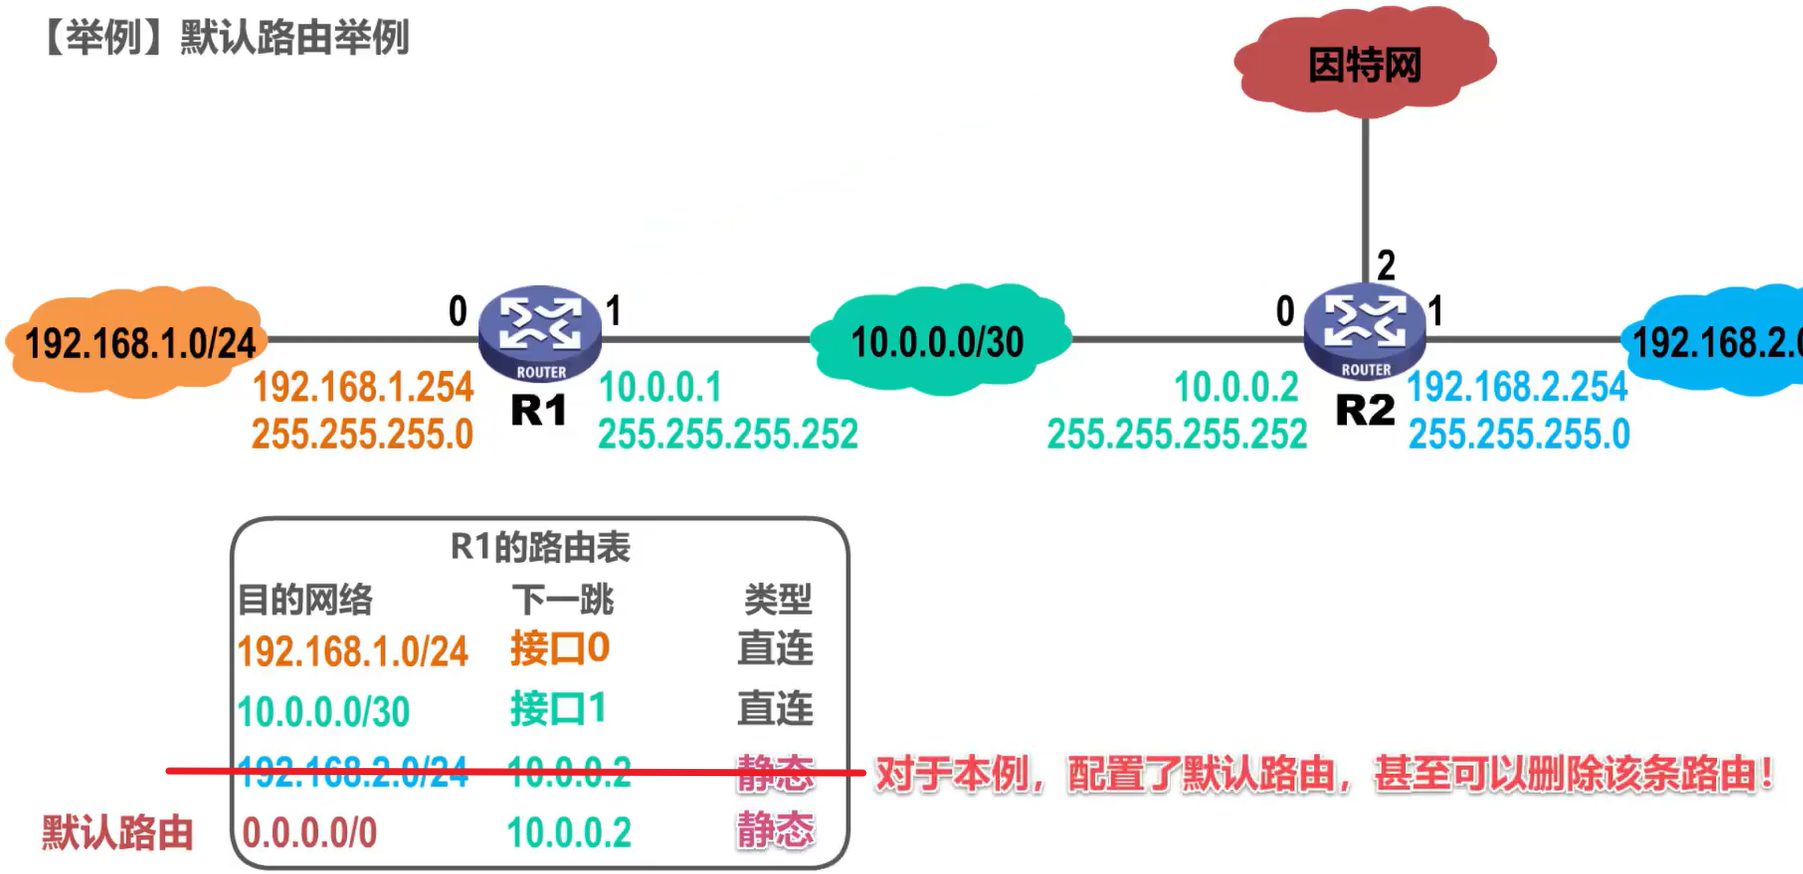 【举例】默认路由举例
因特网
2
0
1
0
1
192.168.1.0/24
10.0.0.0/30
192.168.2.0
ROUTER
ROUTER
192.168.1.254
255.255.255.0
R1
10.0.0.1
255.255.255.252
10.0.0.2
255.255.255.252
R2
192.168.2.254
255.255.255.0
R1的路由表
目的网络 下一跳 类型
192.168.1.0/24 接口0 直连
10.0.0.0/30 接口1 直连
192.168.2.0/24 10.0.0.2 静态 对于本例，配置了默认路由，甚至可以删除该条路由！
默认路由 0.0.0.0/0 10.0.0.2 静态